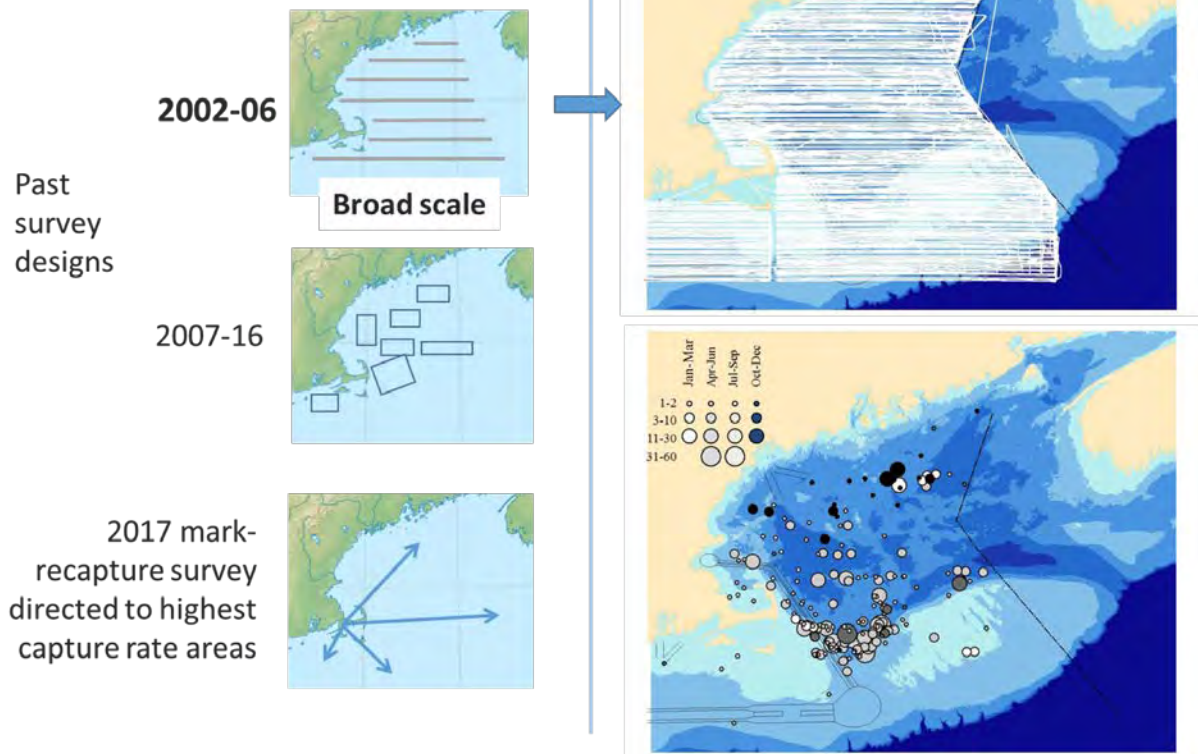 2002-06
Past
survey
designs
Broad scale
2007-16
2017 mark-
recapture survey
directed to highest
capture rate areas
Jan-Mar
Apr-Jun
Jul-Sep
Oct-Dec
1-2
3-10
11-30
31-60